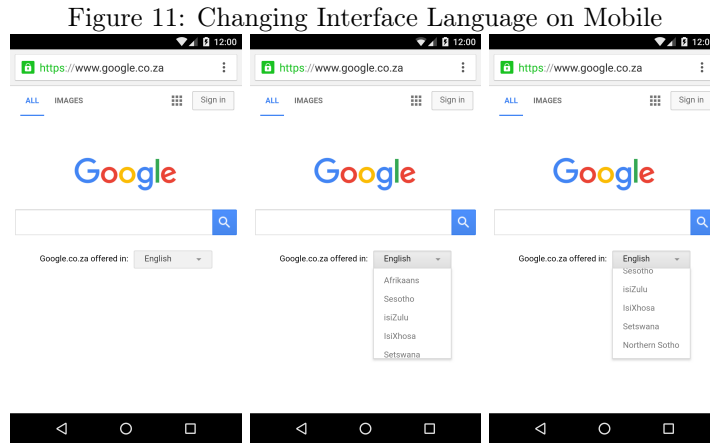 Figure 11: Changing Interface Language on Mobile
12:00
https://www.google.co.za
ALL IMAGES Sign in
Google
Google.co.za offered in: English
12:00
https://www.google.co.za
ALL IMAGES Sign in
Google
Google.co.za offered in: English
Afrikaans
Sesotho
isiZulu
IsiXhosa
Setswana
12:00
https://www.google.co.za
ALL IMAGES Sign in
Google
Google.co.za offered in: English
Sesotho
isiZulu
IsiXhosa
Setswana
Northern Sotho